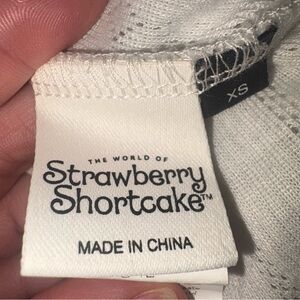 XS
THE WORLD OF
Strawberry
Shortcake™
MADE IN CHINA